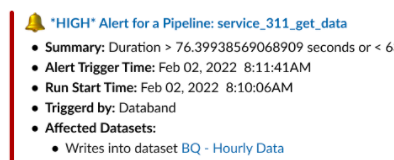 *HIGH* Alert for a Pipeline: service_311_get_data
• Summary: Duration > 76.39938569068909 seconds or < 6
• Alert Trigger Time: Feb 02, 2022 8:11:41AM
• Run Start Time: Feb 02, 2022 8:10:06AM
• Triggerd by: Databand
• Affected Datasets:
• Writes into dataset BQ - Hourly Data